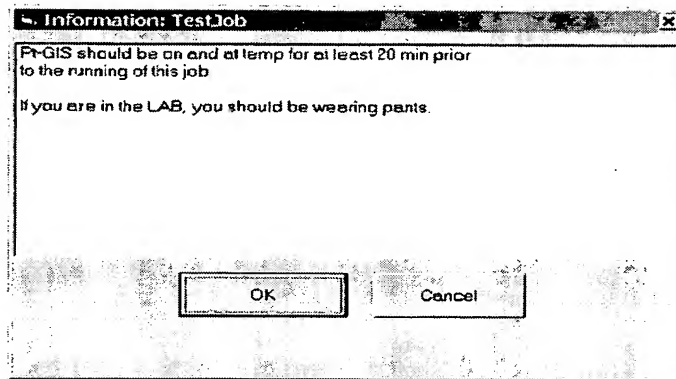 Information: TestJob
Pt-GIS should be on and at temp for at least 20 min prior
to the running of this job
If you are in the LAB, you should be wearing pants.
OK
Cancel